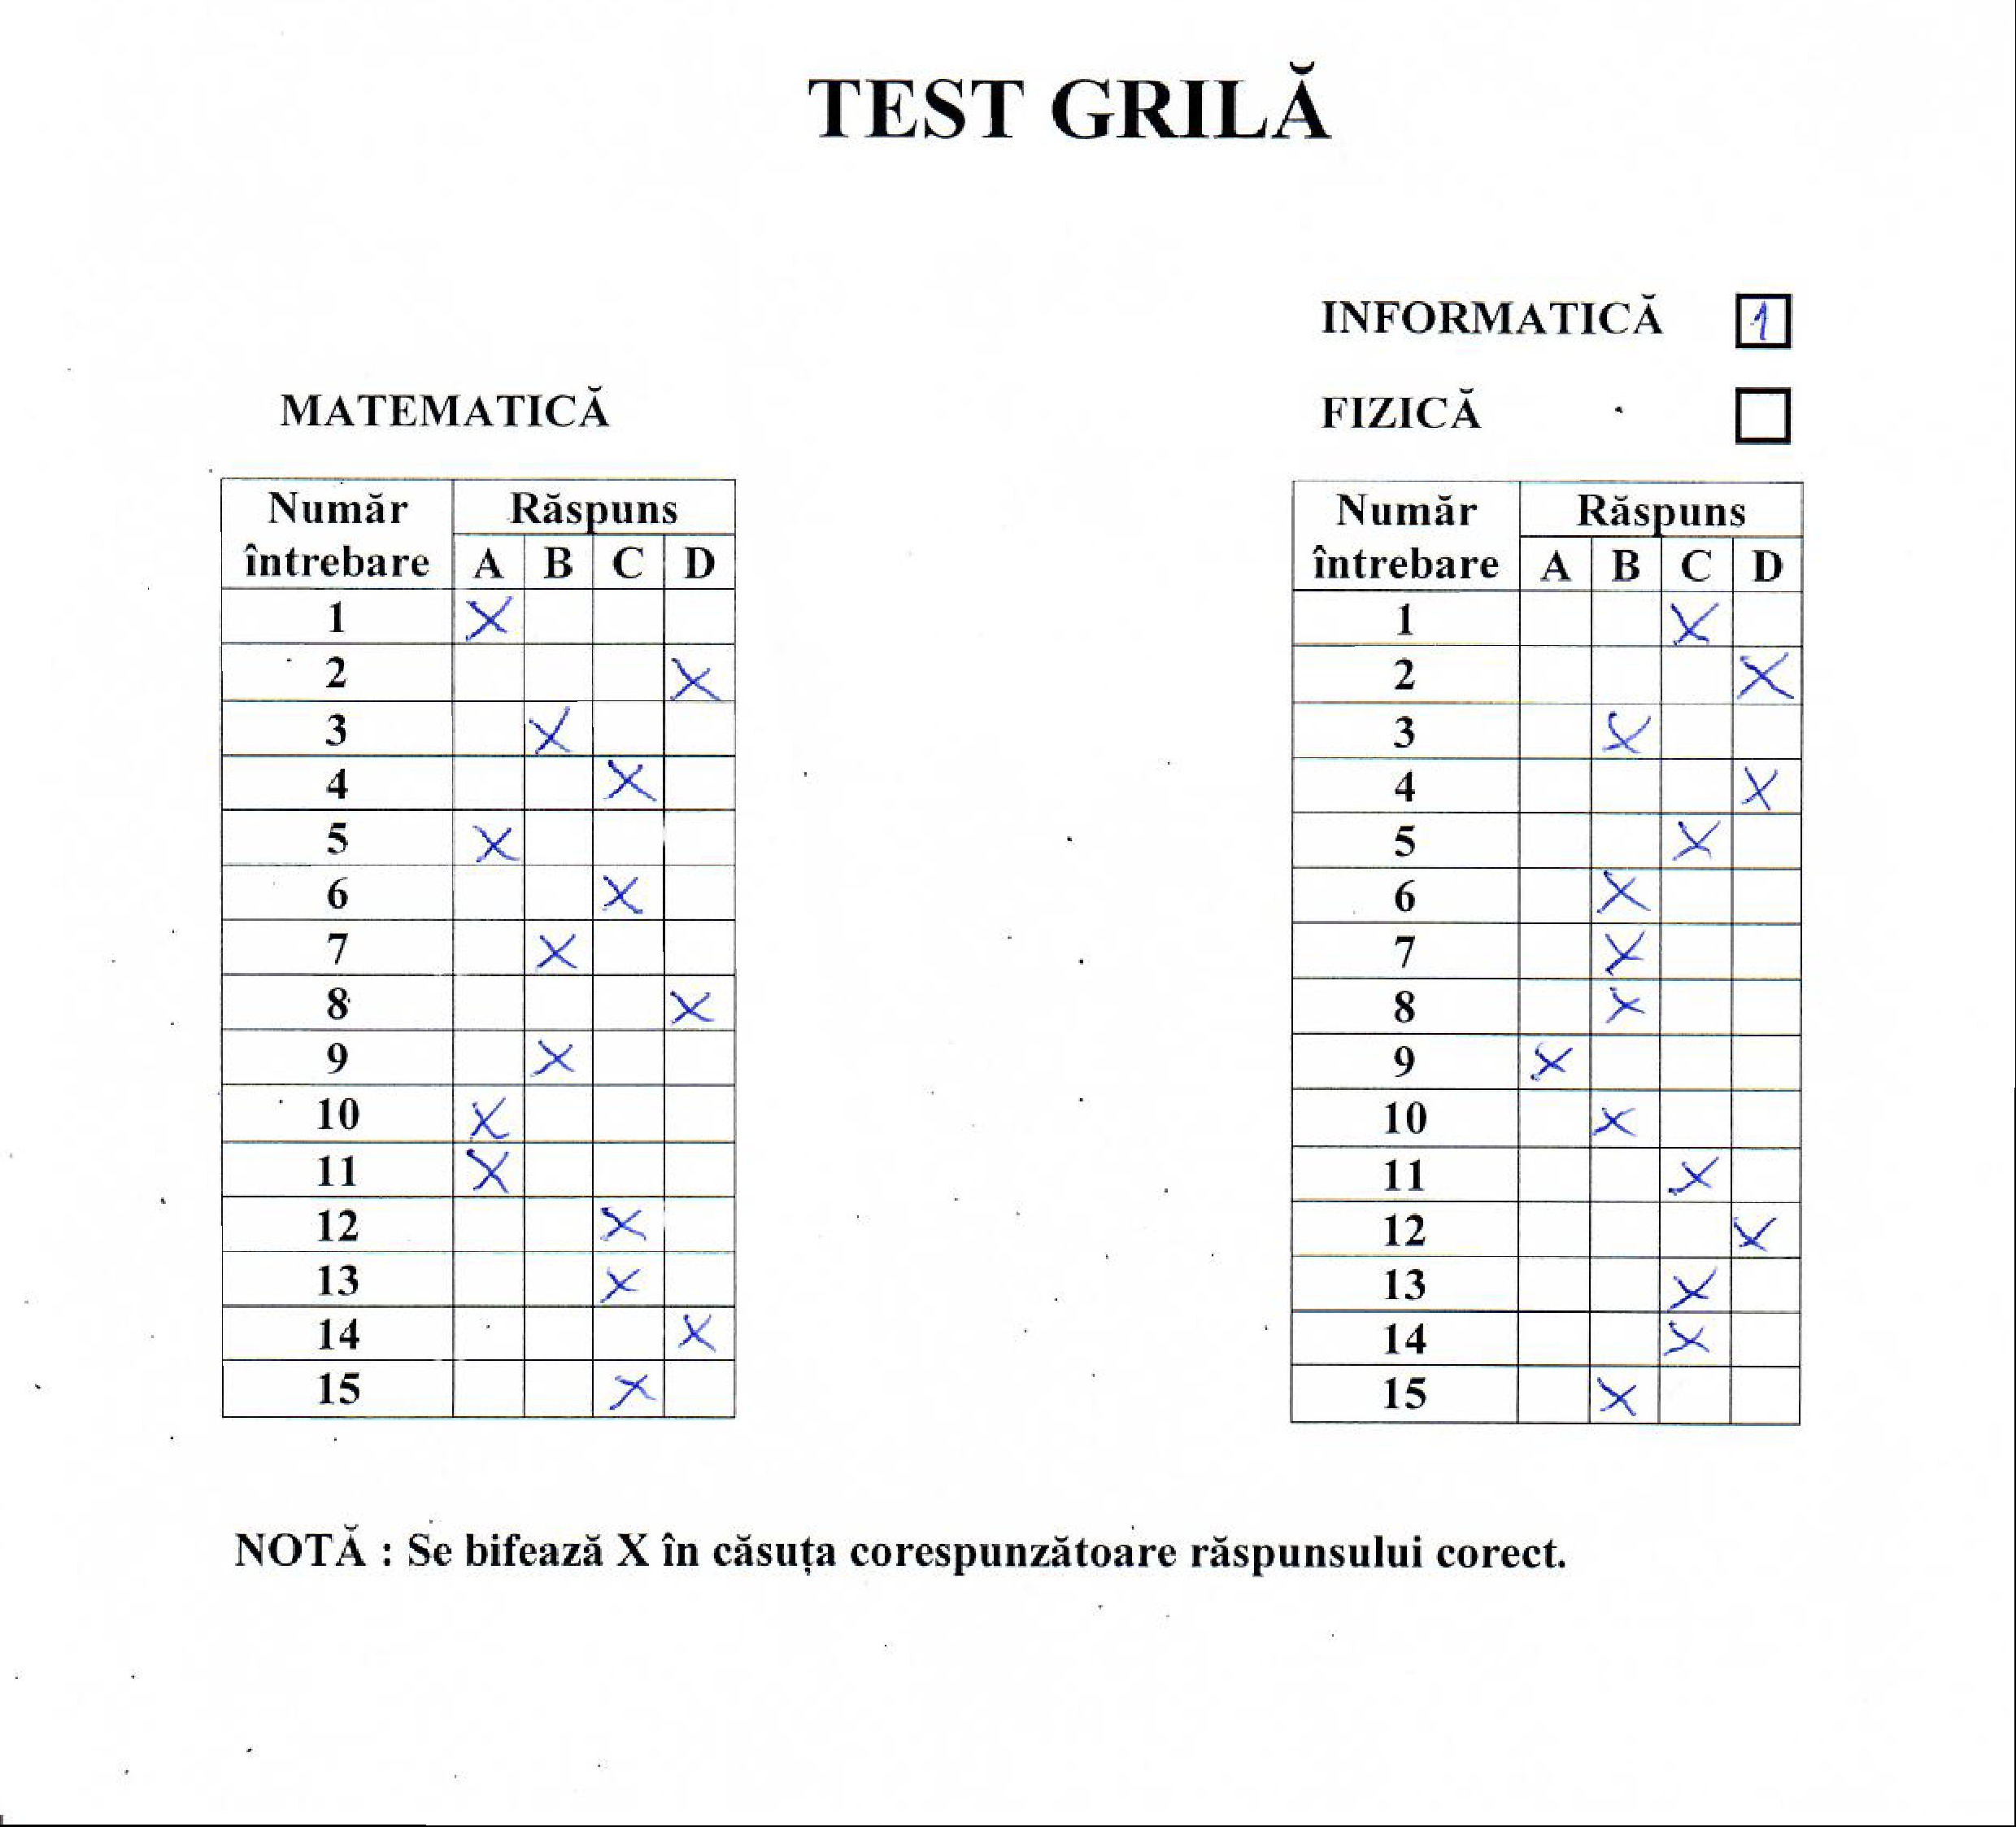 TEST GRILĂ
INFORMATICĂ 1
FIZICĂ
MATEMATICĂ
Număr întrebare Răspuns
A B C D
1 X
2 X
3 X
4 X
5 X
6 X
7 X
8 X
9 X
10 X
11 X
12 X
13 X
14 X
15 X
Număr întrebare Răspuns
A B C D
1 X
2 X
3 X
4 X
5 X
6 X
7 X
8 X
9 X
10 X
11 X
12 X
13 X
14 X
15 X
NOTĂ : Se bifează X în căsuța corespunzătoare răspunsului corect.